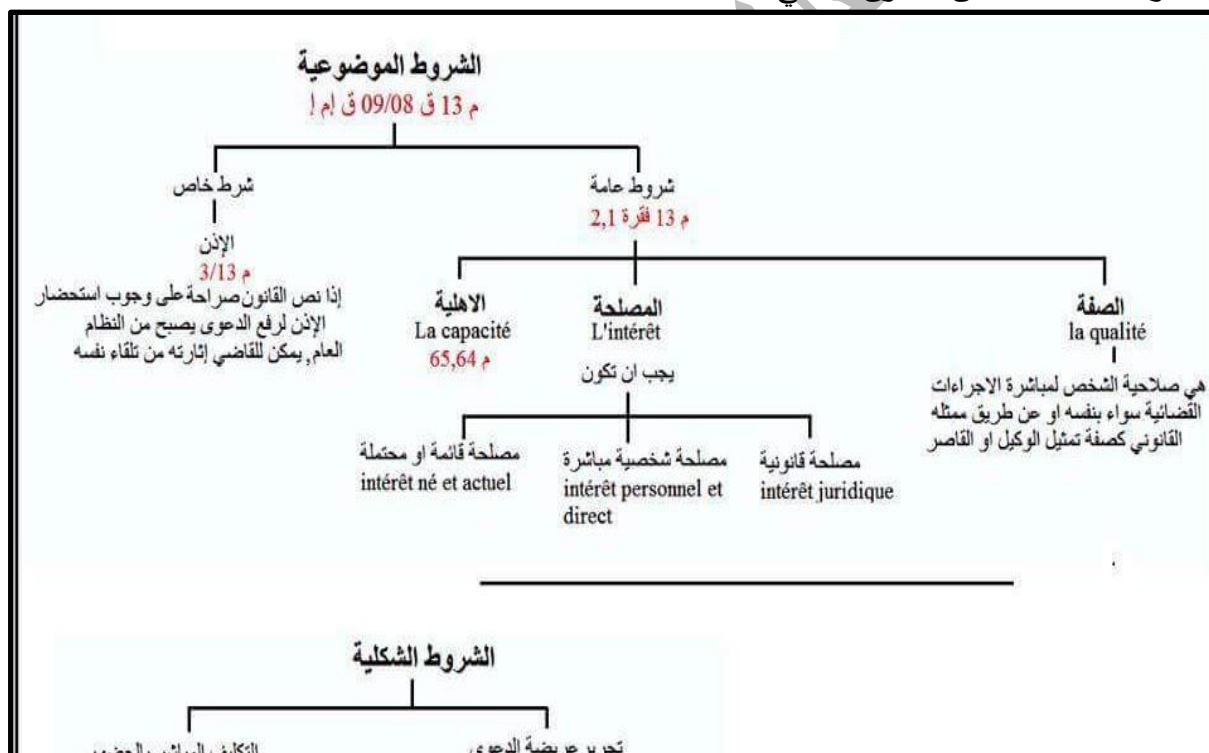 الشروط الموضوعية
م 13 ق 09/08 ق إم إ
شروط عامة
م 13 فقرة 2,1
شرط خاص
الصفة
la qualité
هي صلاحية الشخص لمباشرة الاجراءات
القضائية سواء بنفسه او عن طريق ممثله
القانوني كصفة تمثيل الوكيل او القاصر
المصلحة
L'intérêt
يجب ان تكون
مصلحة قانونية
intérêt juridique
مصلحة شخصية مباشرة
intérêt personnel et
direct
مصلحة قائمة او محتملة
intérêt né et actuel
الاهلية
La capacité
م 65,64
الإذن
م 3/13
إذا نص القانون صراحة على وجوب استحضار
الإذن لرفع الدعوى يصبح من النظام
العام, يمكن للقاضي إثارته من تلقاء نفسه
الشروط الشكلية
تحرير عريضة الدعوى